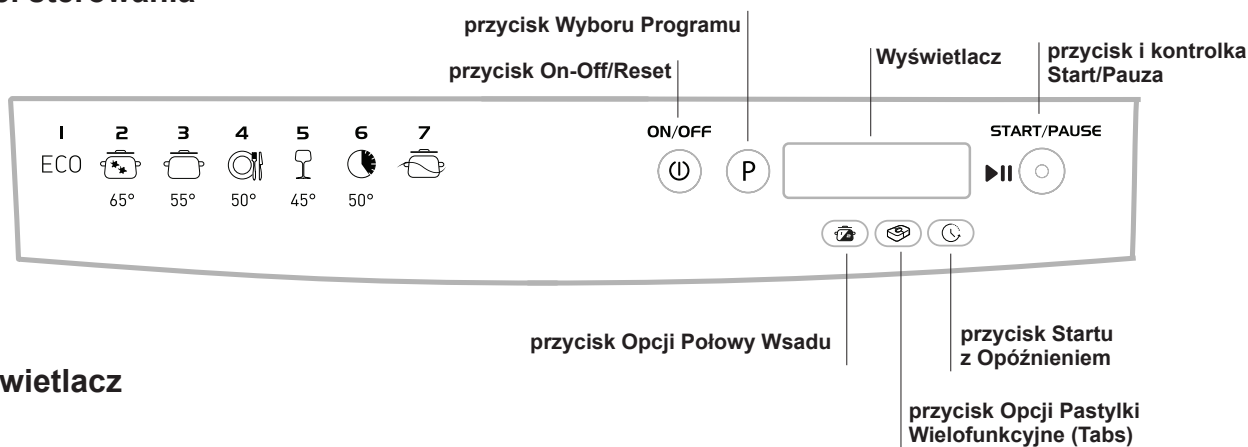 sterowania
przycisk Wyboru Programu
przycisk On-Off/Reset
Wyświetlacz
przycisk i kontrolka
Start/Pauza
1 2 3 4 5 6 7
ECO
65° 55° 50° 45° 50°
ON/OFF
P
START/PAUSE
przycisk Opcji Połowy Wsadu
przycisk Startu
z Opóźnieniem
wietlacz
przycisk Opcji Pastylki
Wielofunkcyjne (Tabs)